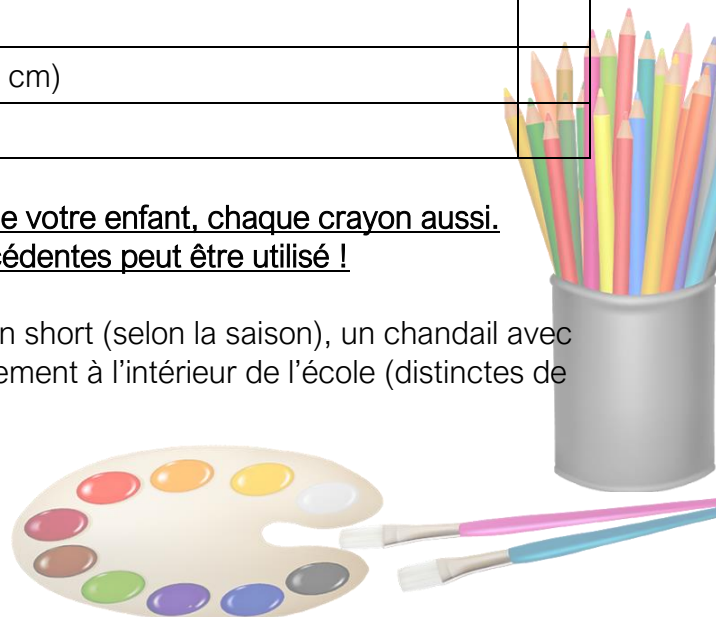 cm)
e votre enfant, chaque crayon aussi.
cédentes peut être utilisé !
n short (selon la saison), un chandail avec
ement à l’intérieur de l’école (distinctes de